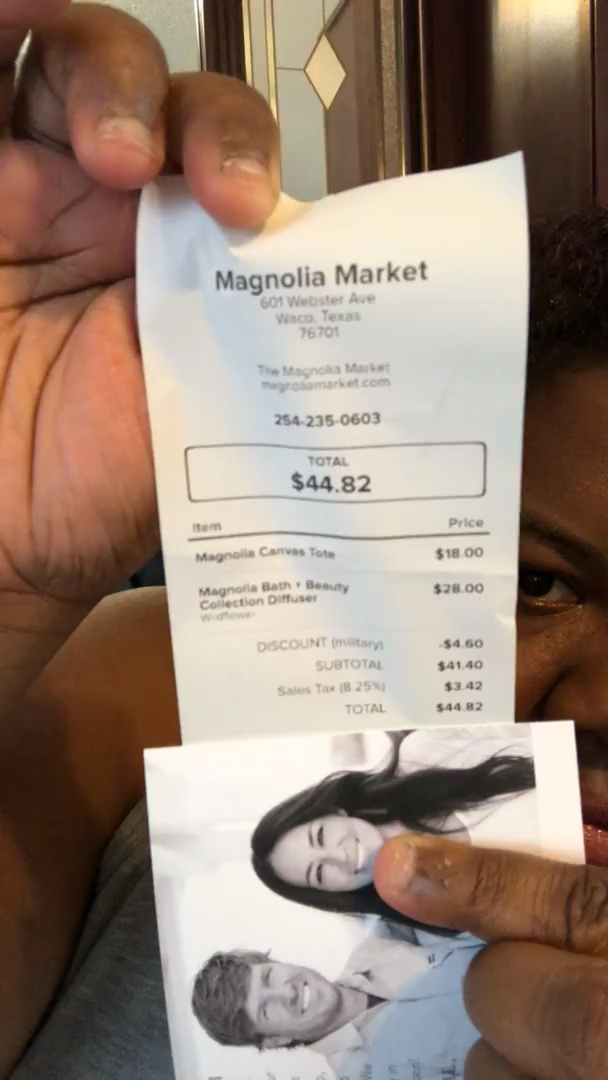 Magnolia Market
601 Webster Ave
Waco, Texas
76701
The Magnolia Market
magnoliamarket.com
254-235-0603
TOTAL
$44.82
Item Price
Magnolia Canvas Tote $18.00
Magnolia Bath + Beauty $28.00
Collection Diffuser
Wildflower
DISCOUNT (military) -$4.60
SUBTOTAL $41.40
Sales Tax (8.25%) $3.42
TOTAL $44.82